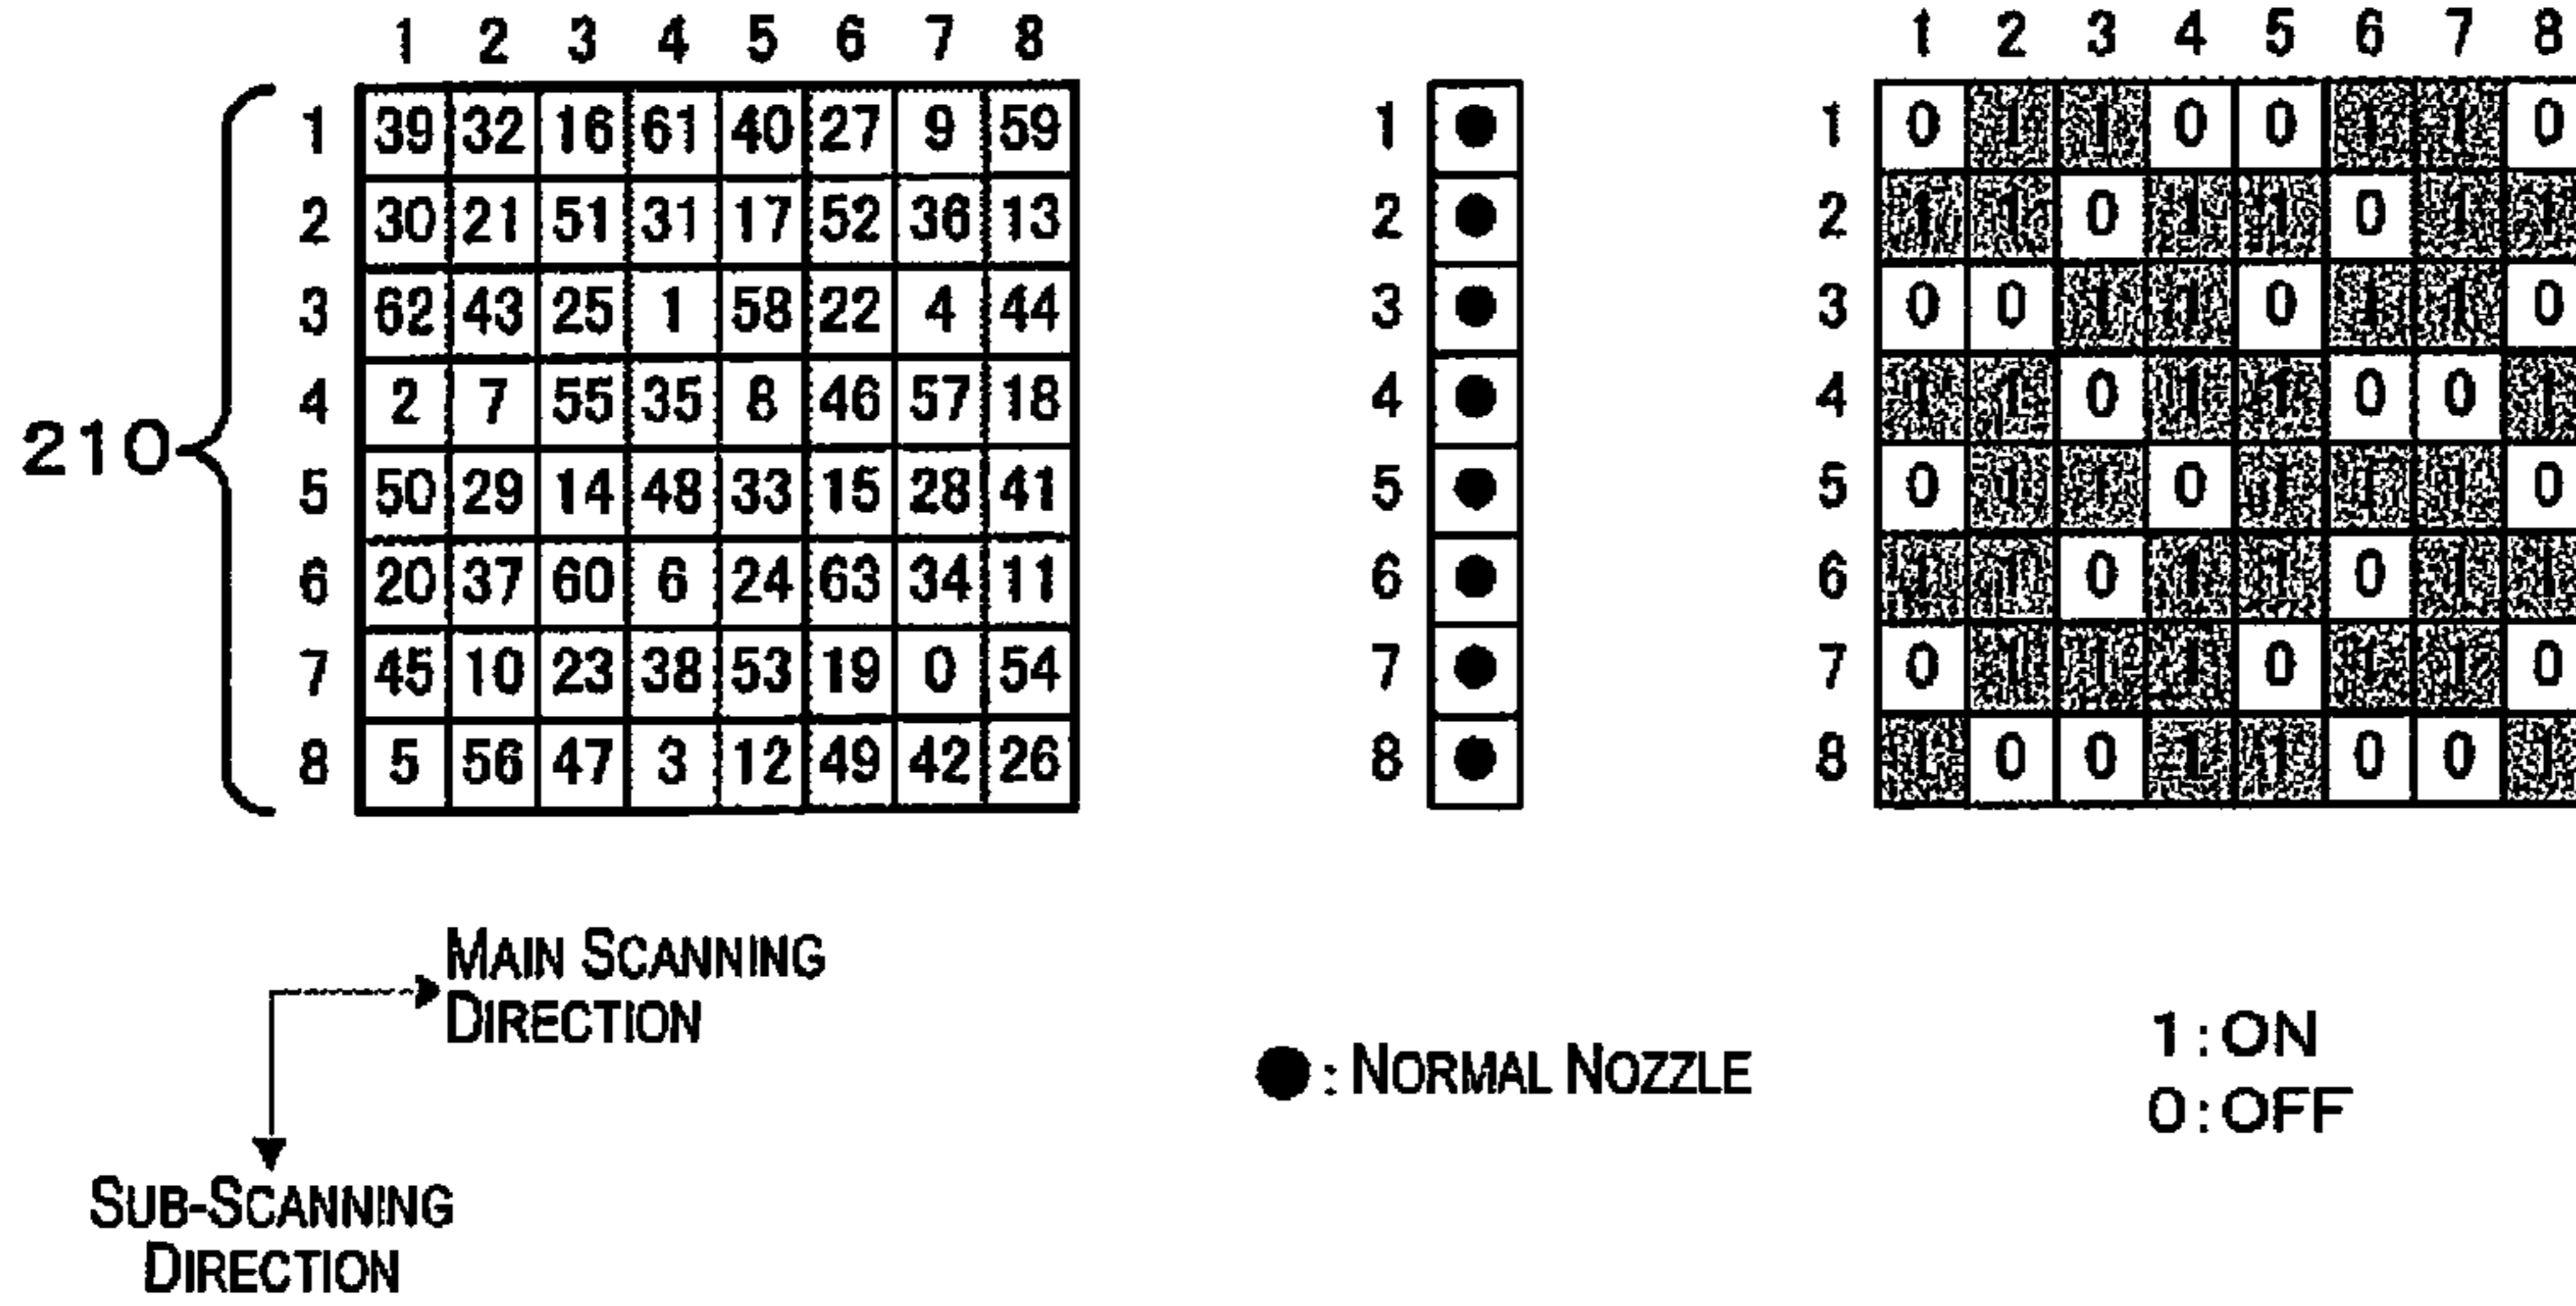 1 2 3 4 5 6 7 8
1 39 32 16 61 40 27 9 59
2 30 21 51 31 17 52 36 13
3 62 43 25 1 58 22 4 44
4 2 7 55 35 8 46 57 18
5 50 29 14 48 33 15 28 41
6 20 37 60 6 24 63 34 11
7 45 10 23 38 53 19 0 54
8 5 56 47 3 12 49 42 26
210
MAIN SCANNING
DIRECTION
SUB-SCANNING
DIRECTION
1
2
3
4
5
6
7
8
●: NORMAL NOZZLE
1 2 3 4 5 6 7 8
1 0 1 1 0 0 1 1 0
2 1 1 0 1 1 0 1 1
3 0 0 1 1 0 1 1 0
4 1 1 0 1 1 0 0 1
5 0 1 1 0 1 1 1 0
6 1 1 0 1 1 0 1 1
7 0 1 1 1 0 1 1 0
8 1 0 0 1 1 0 0 1
1:ON
0:OFF